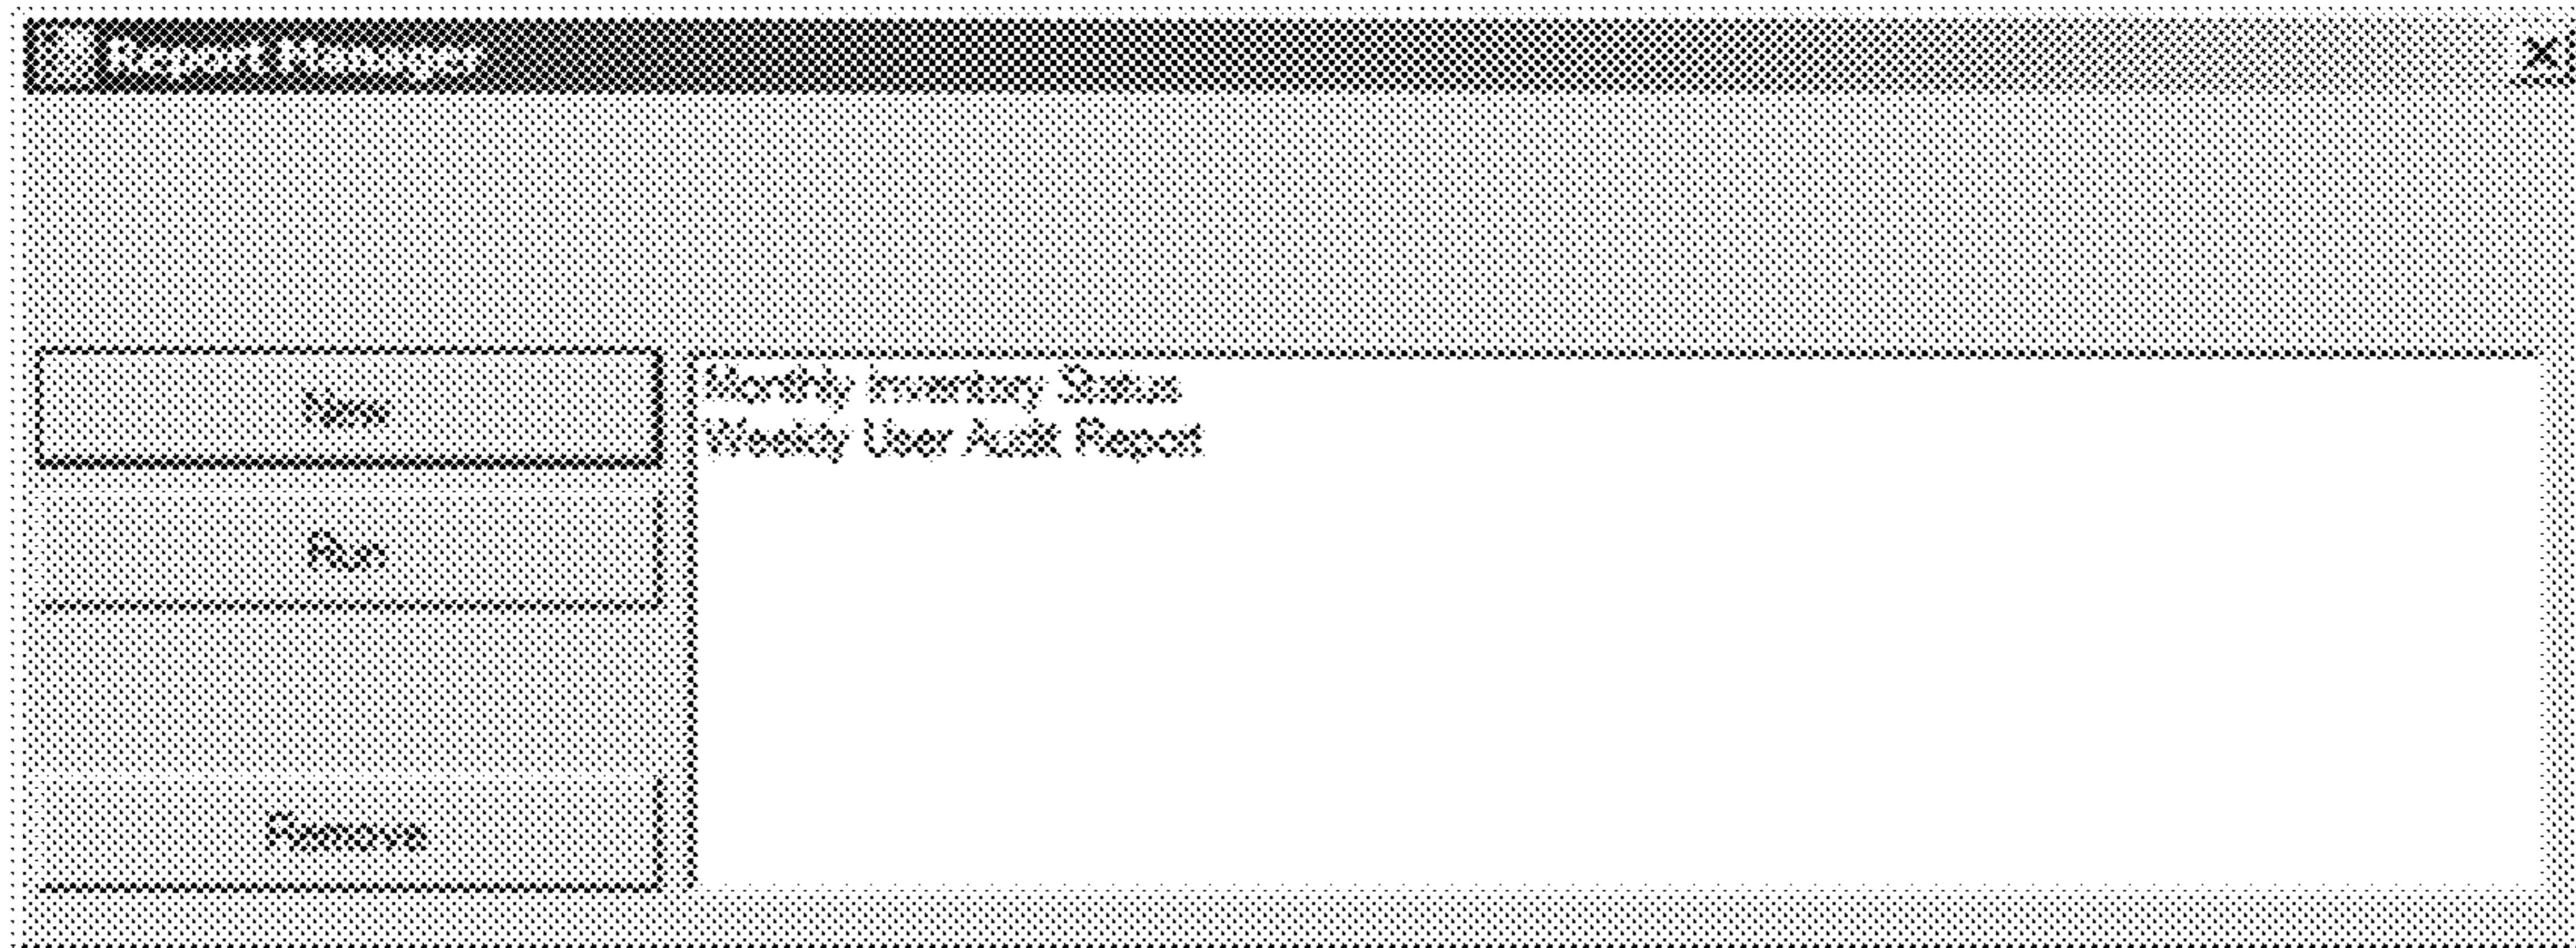 Report Manager
New
Run
Remove
Monthly Inventory Status
Weekly User Audit Report